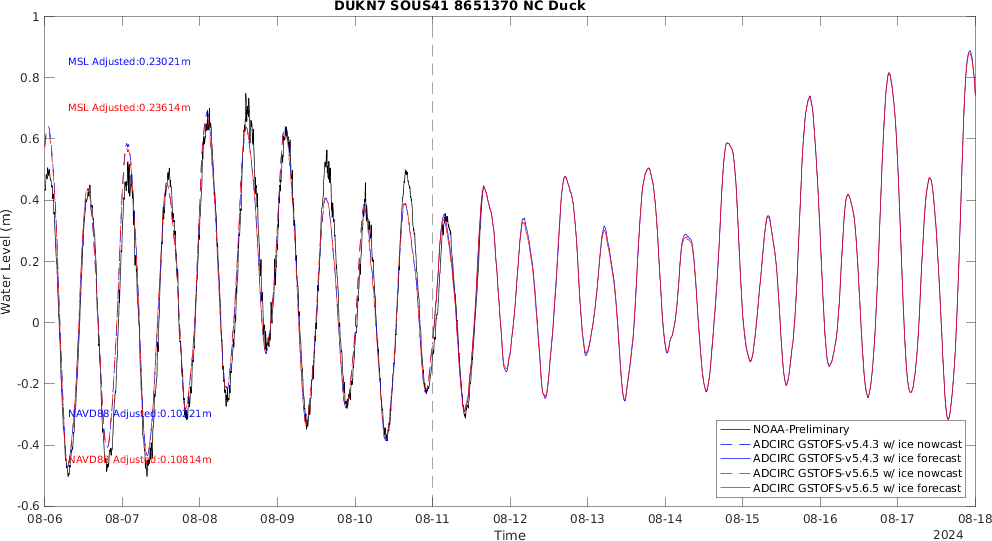 DUKN7 SOUS41 8651370 NC Duck
MSL Adjusted:0.23021m
MSL Adjusted:0.23614m
NAVD88 Adjusted:0.10221m
NAVD88 Adjusted:0.10814m
Water Level (m)
1
0.8
0.6
0.4
0.2
0
-0.2
-0.4
-0.6
08-06 08-07 08-08 08-09 08-10 08-11 08-12 08-13 08-14 08-15 08-16 08-17 08-18
Time
2024
NOAA-Preliminary
ADCIRC GSTOFS-v5.4.3 w/ ice nowcast
ADCIRC GSTOFS-v5.4.3 w/ ice forecast
ADCIRC GSTOFS-v5.6.5 w/ ice nowcast
ADCIRC GSTOFS-v5.6.5 w/ ice forecast